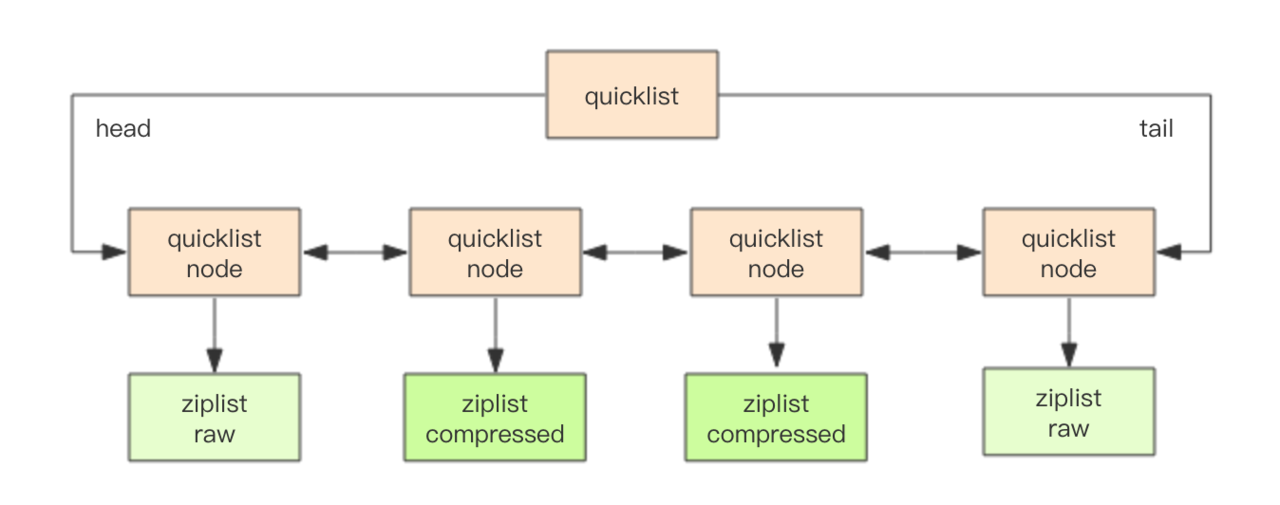 quicklist
head
tail
quicklist
node
quicklist
node
quicklist
node
quicklist
node
ziplist
raw
ziplist
compressed
ziplist
compressed
ziplist
raw